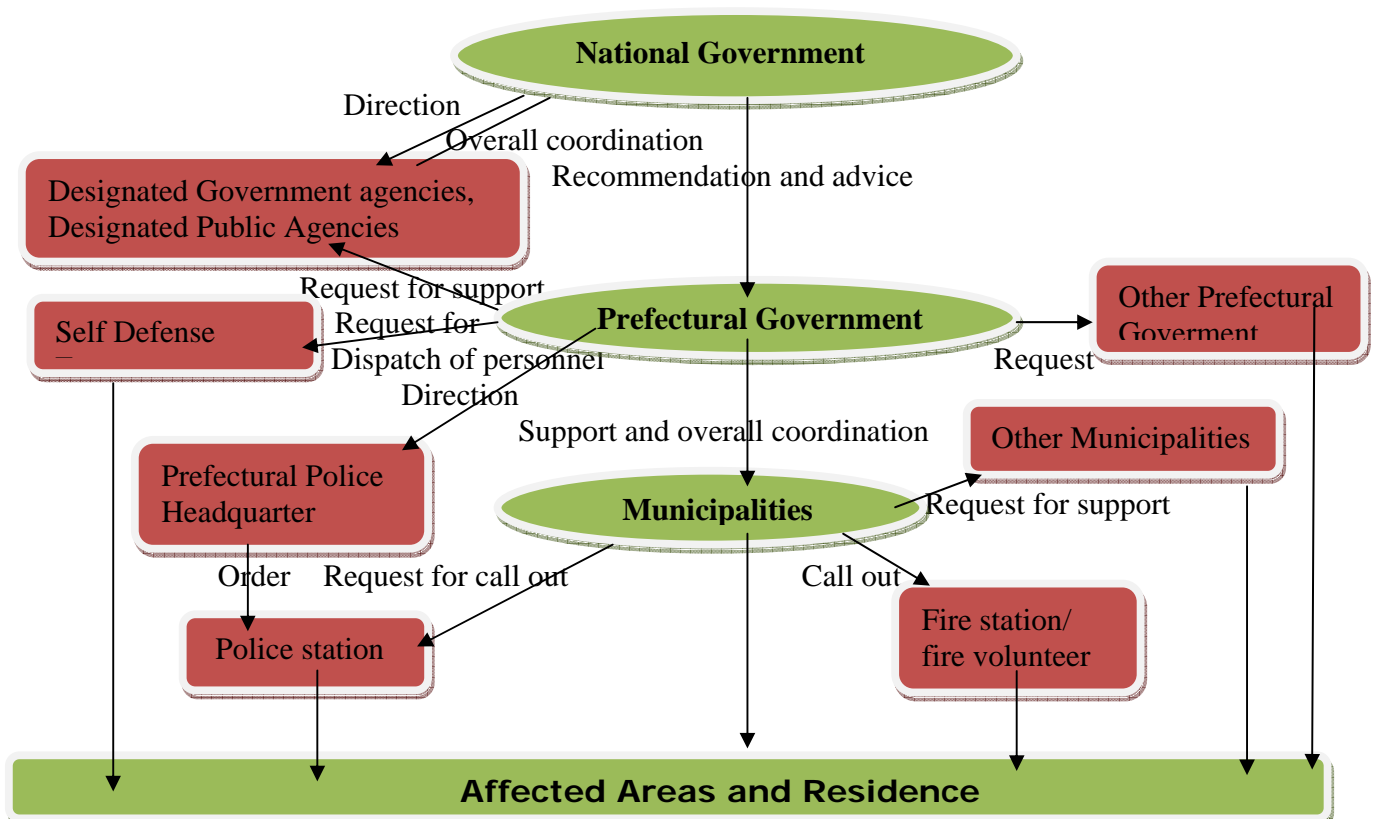 National Government
Direction
Overall coordination
Recommendation and advice
Designated Government agencies,
Designated Public Agencies
Request for support
Self Defense
Request for
Dispatch of personnel
Prefectural Government
Other Prefectural
Goverment
Request
Direction
Support and overall coordination
Other Municipalities
Prefectural Police
Headquarter
Municipalities
Request for support
Order
Request for call out
Call out
Police station
Fire station/
fire volunteer
Affected Areas and Residence